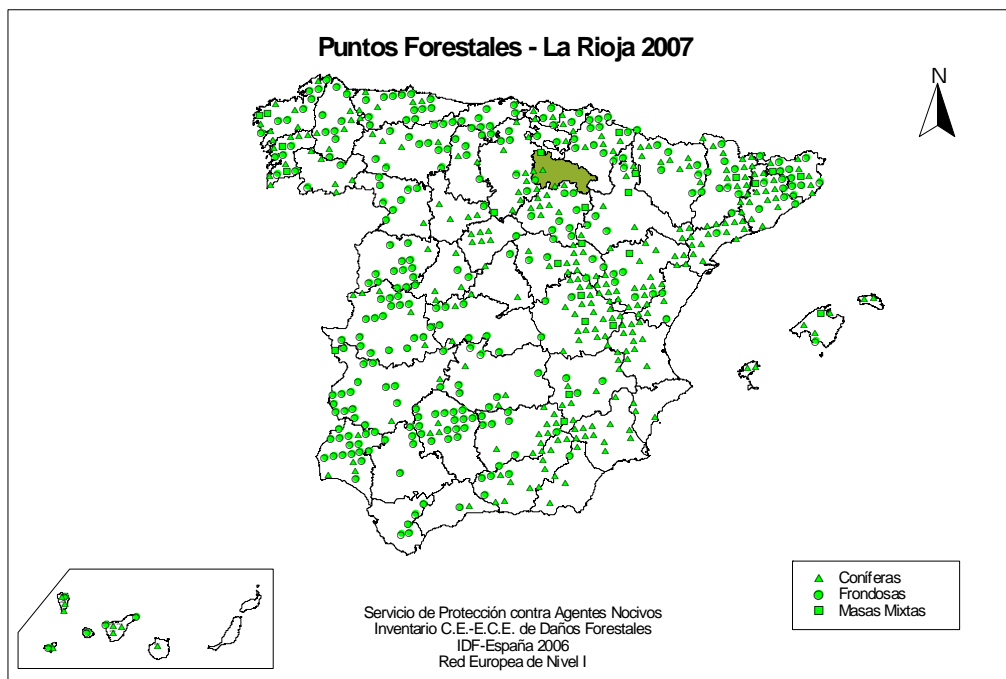 Puntos Forestales - La Rioja 2007
N
Coníferas
Frondosas
Masas Mixtas
Servicio de Protección contra Agentes Nocivos
Inventario C.E.-E.C.E. de Daños Forestales
IDF-España 2006
Red Europea de Nivel I